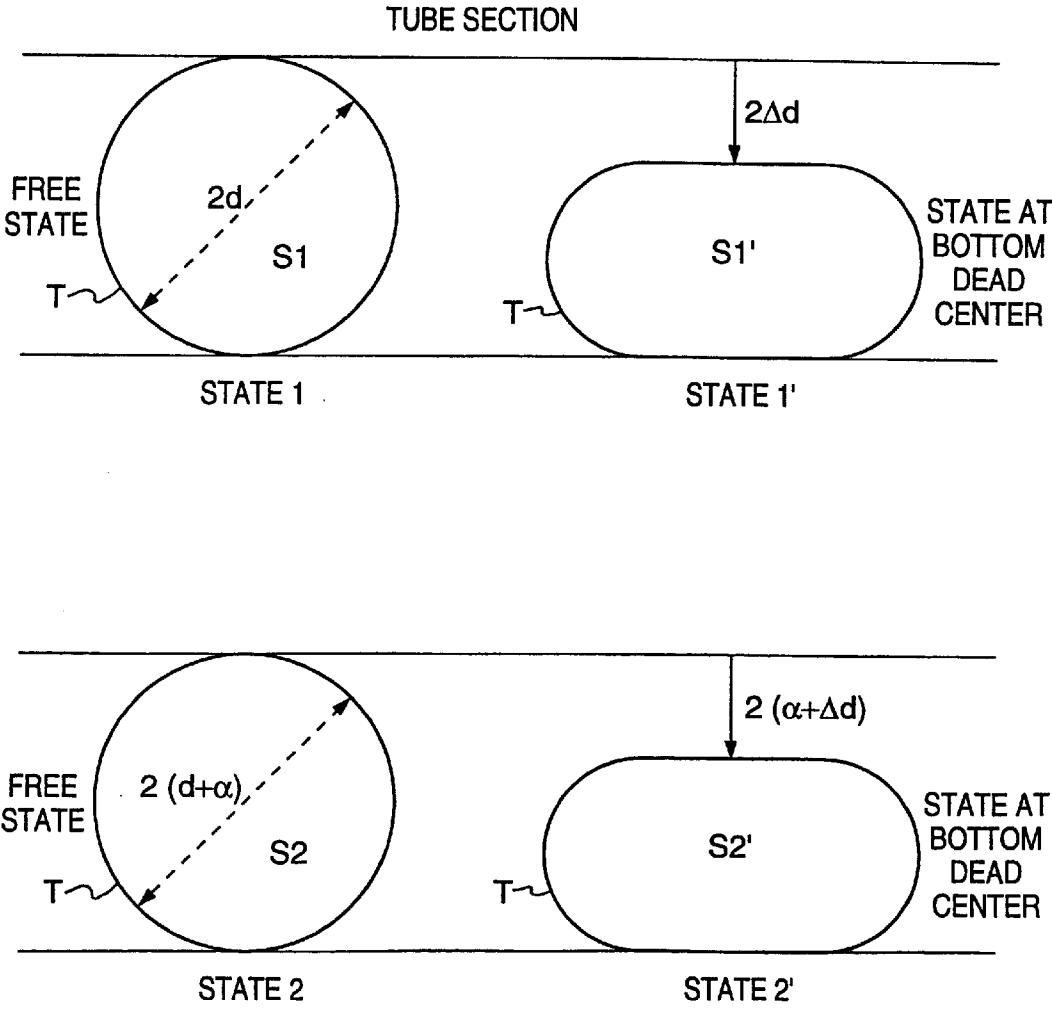 TUBE SECTION
2Δd
FREE
STATE
2d
S1
T
S1'
T
STATE AT
BOTTOM
DEAD
CENTER
STATE 1
STATE 1'
2 (α+Δd)
FREE
STATE
2 (d+α)
S2
T
S2'
T
STATE AT
BOTTOM
DEAD
CENTER
STATE 2
STATE 2'